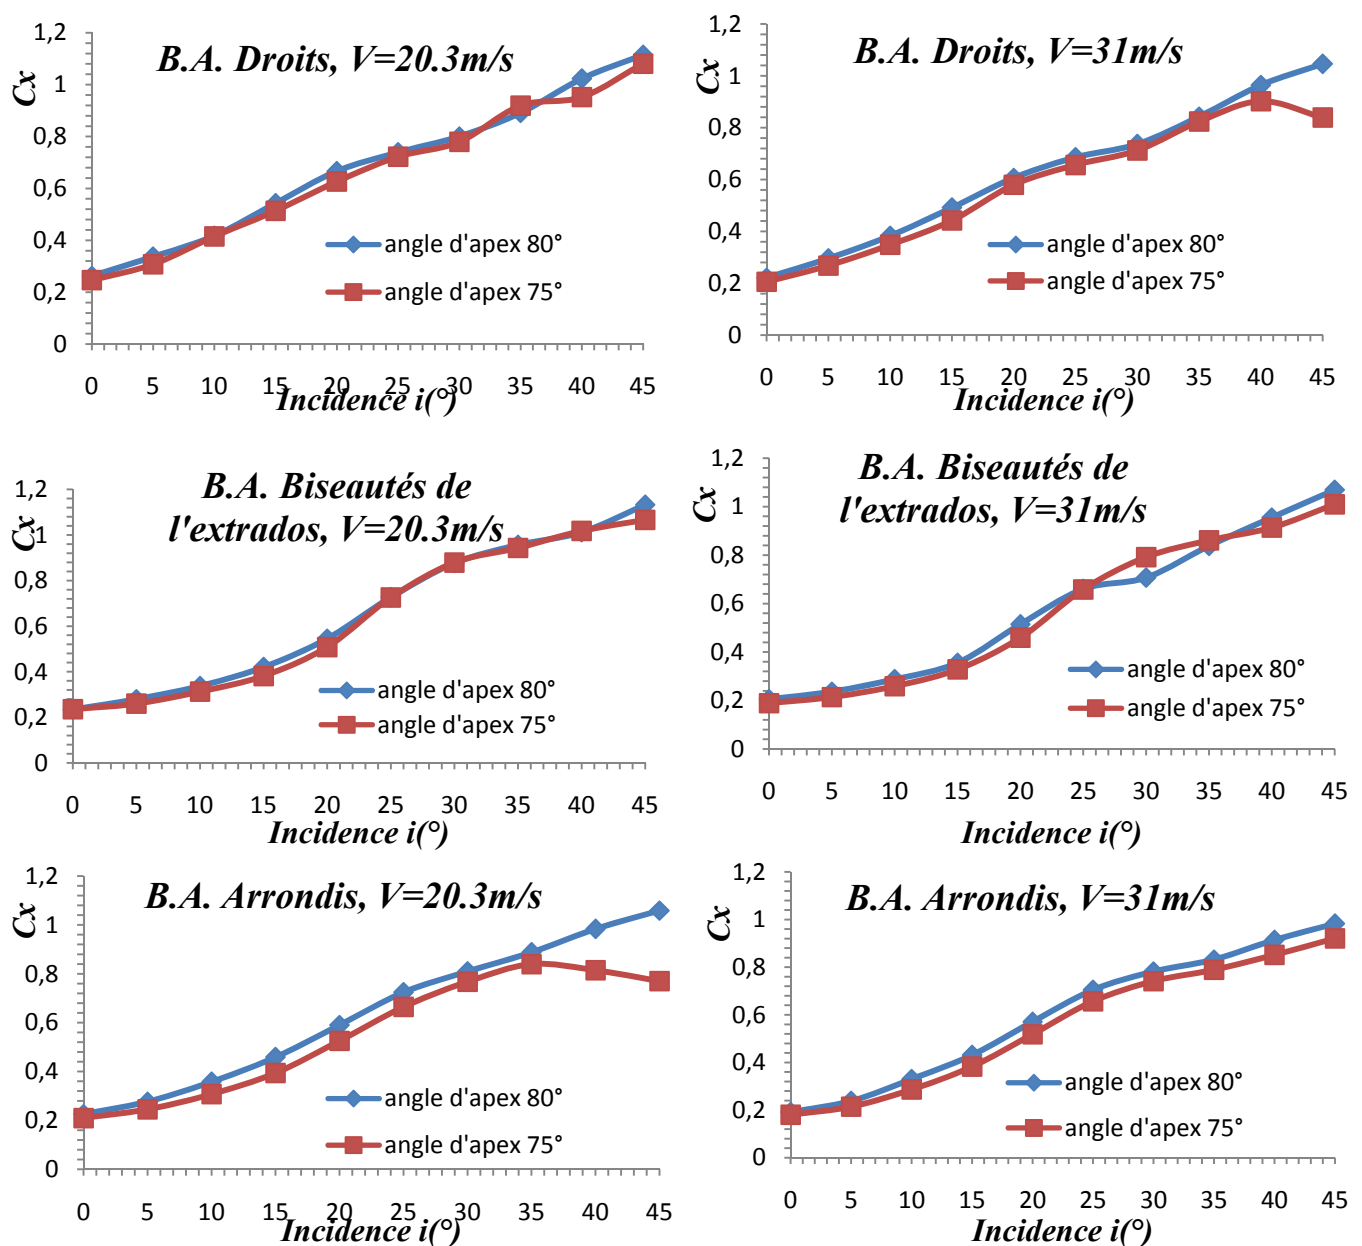 B.A. Droits, V=20.3m/s
Cx
1,2
1
0,8
0,6
0,4
0,2
0
angle d'apex 80°
angle d'apex 75°
0 5 10 15 20 25 30 35 40 45
Incidence i(°)
B.A. Droits, V=31m/s
Cx
1,2
1
0,8
0,6
0,4
0,2
0
angle d'apex 80°
angle d'apex 75°
0 5 10 15 20 25 30 35 40 45
Incidence i(°)
B.A. Biseautés de
l'extrados, V=20.3m/s
Cx
1,2
1
0,8
0,6
0,4
0,2
0
angle d'apex 80°
angle d'apex 75°
0 5 10 15 20 25 30 35 40 45
Incidence i(°)
B.A. Biseautés de
l'extrados, V=31m/s
Cx
1,2
1
0,8
0,6
0,4
0,2
0
angle d'apex 80°
angle d'apex 75°
0 5 10 15 20 25 30 35 40 45
Incidence i(°)
B.A. Arrondis, V=20.3m/s
Cx
1,2
1
0,8
0,6
0,4
0,2
0
angle d'apex 80°
angle d'apex 75°
0 5 10 15 20 25 30 35 40 45
Incidence i(°)
B.A. Arrondis, V=31m/s
Cx
1,2
1
0,8
0,6
0,4
0,2
0
angle d'apex 80°
angle d'apex 75°
0 5 10 15 20 25 30 35 40 45
Incidence i(°)